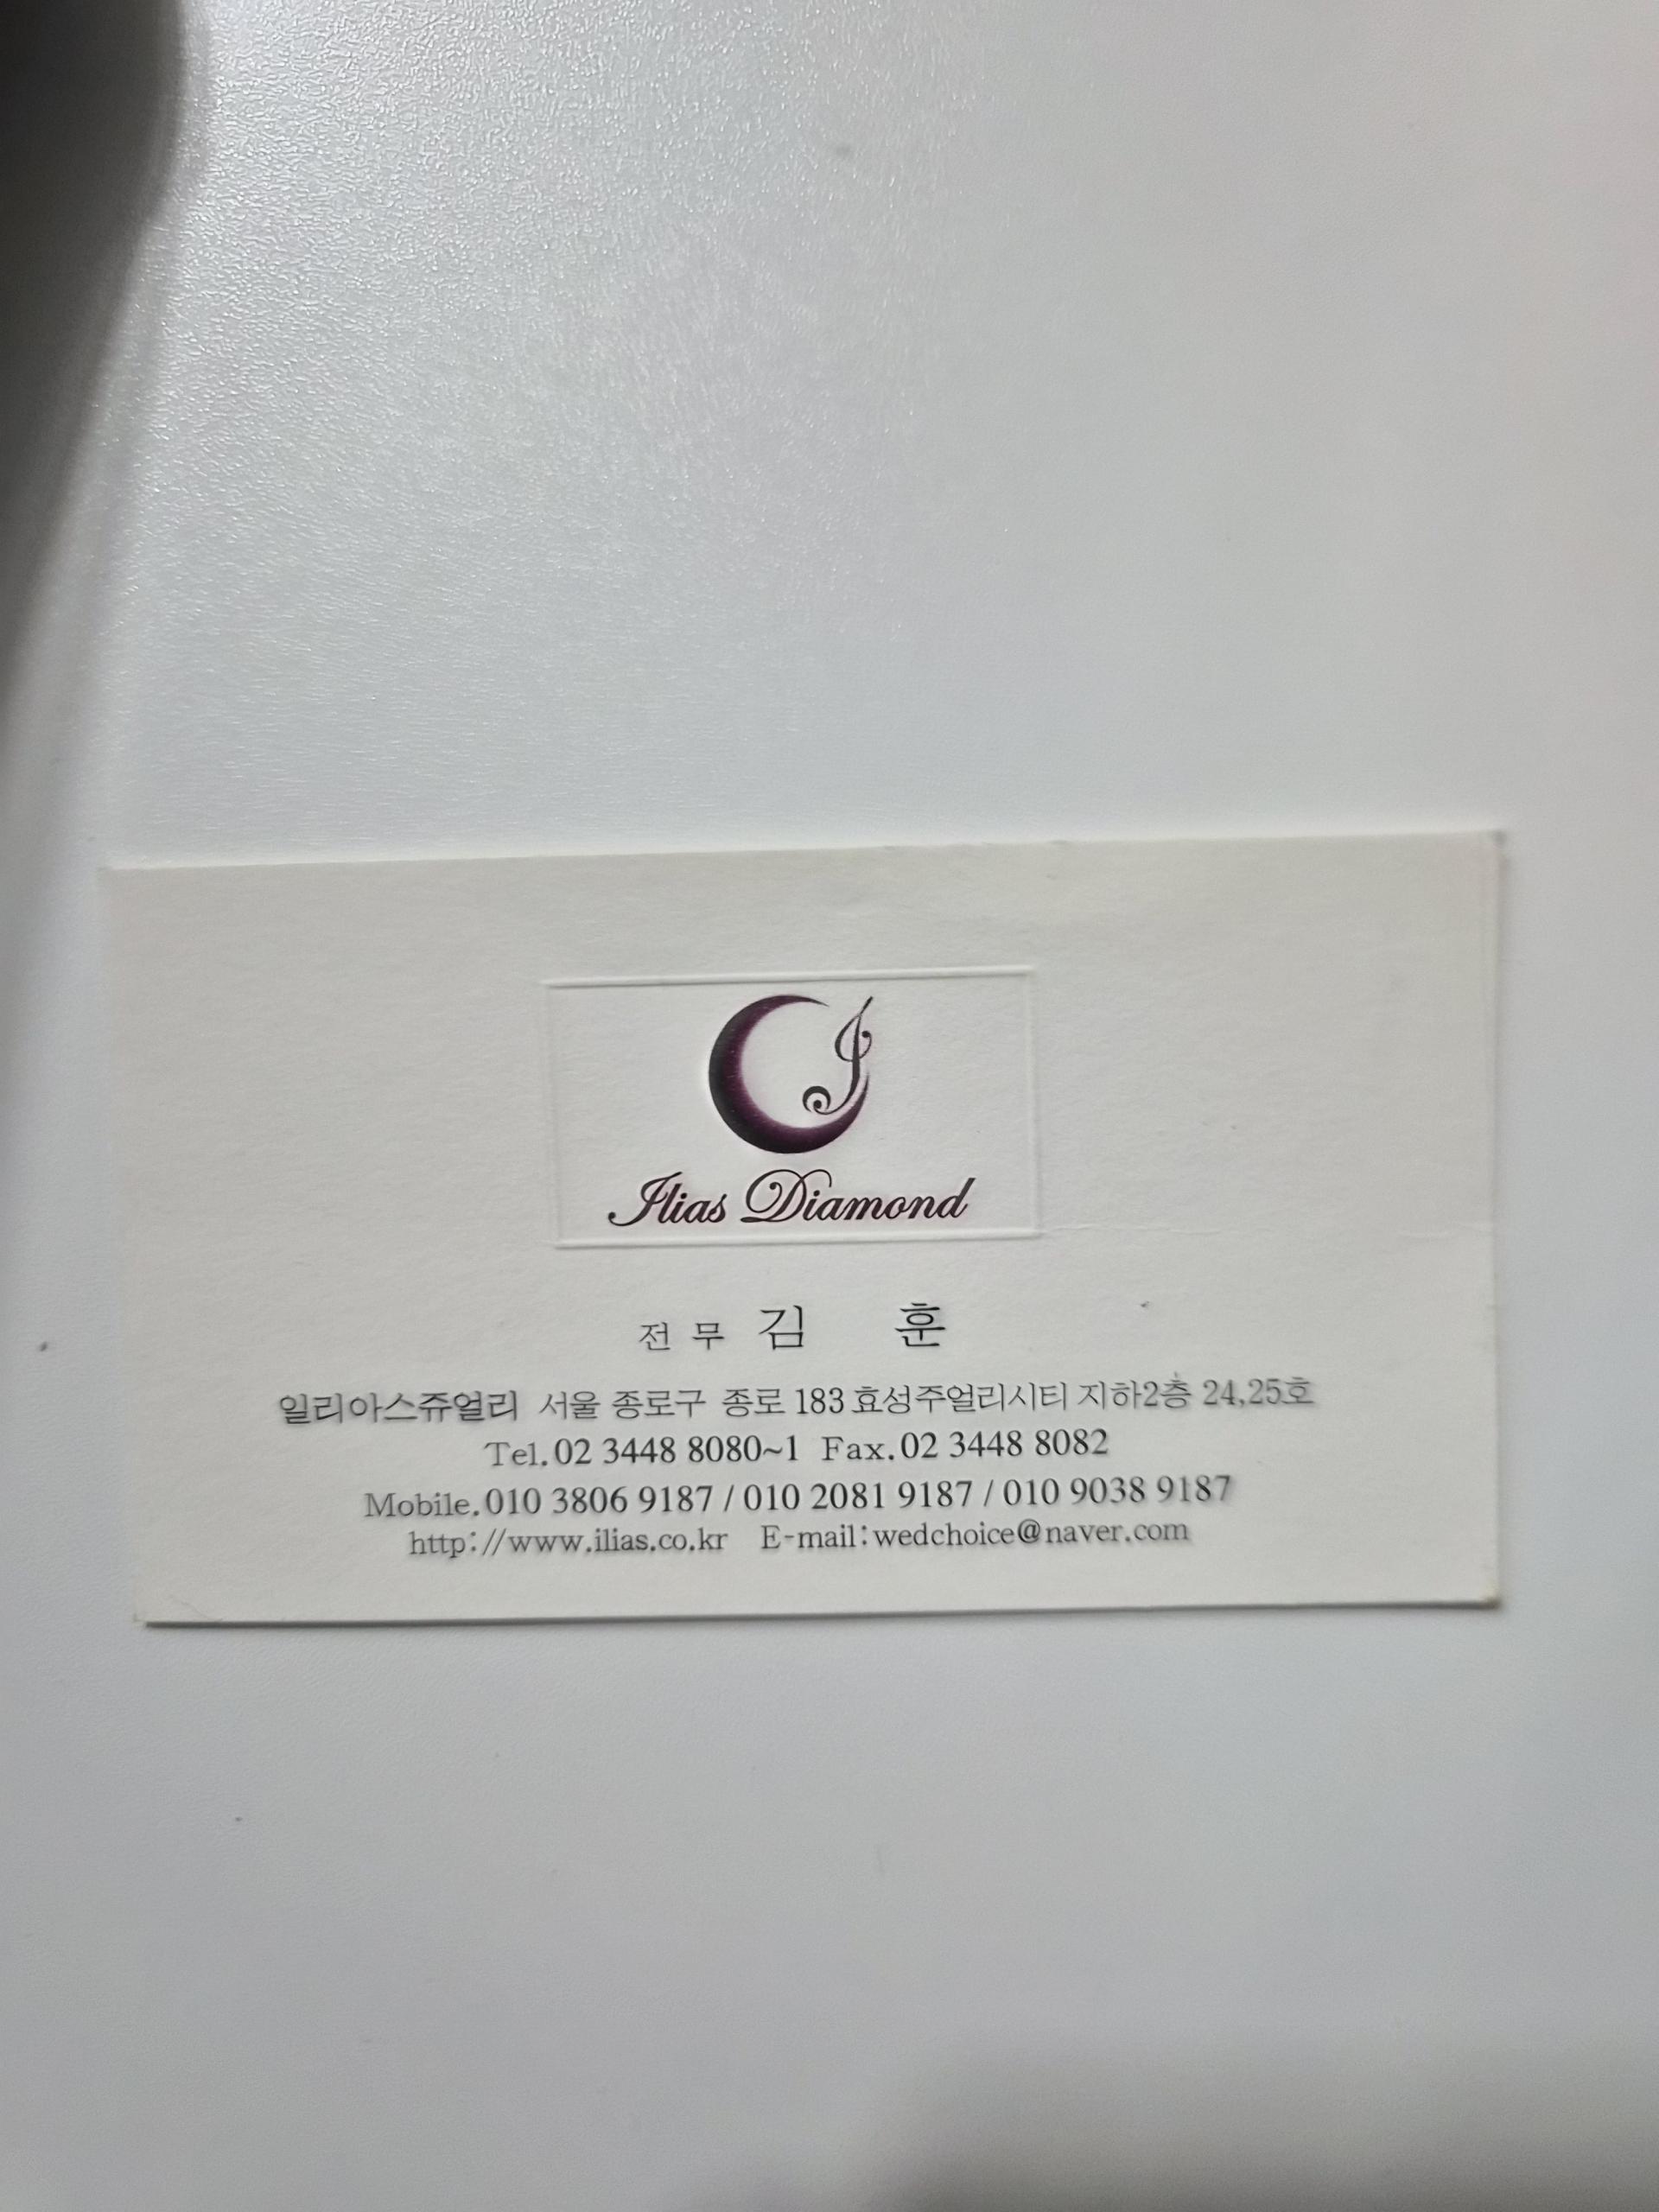 Ilias Diamond
전 무 김 훈
일리아스쥬얼리 서울 종로구 종로 183 효성주얼리시티 지하2층 24,25호
Tel.02 3448 8080~1 Fax.02 3448 8082
Mobile.010 3806 9187 / 010 2081 9187 / 010 9038 9187
http://www.ilias.co.kr E-mail:wedchoice@naver.com